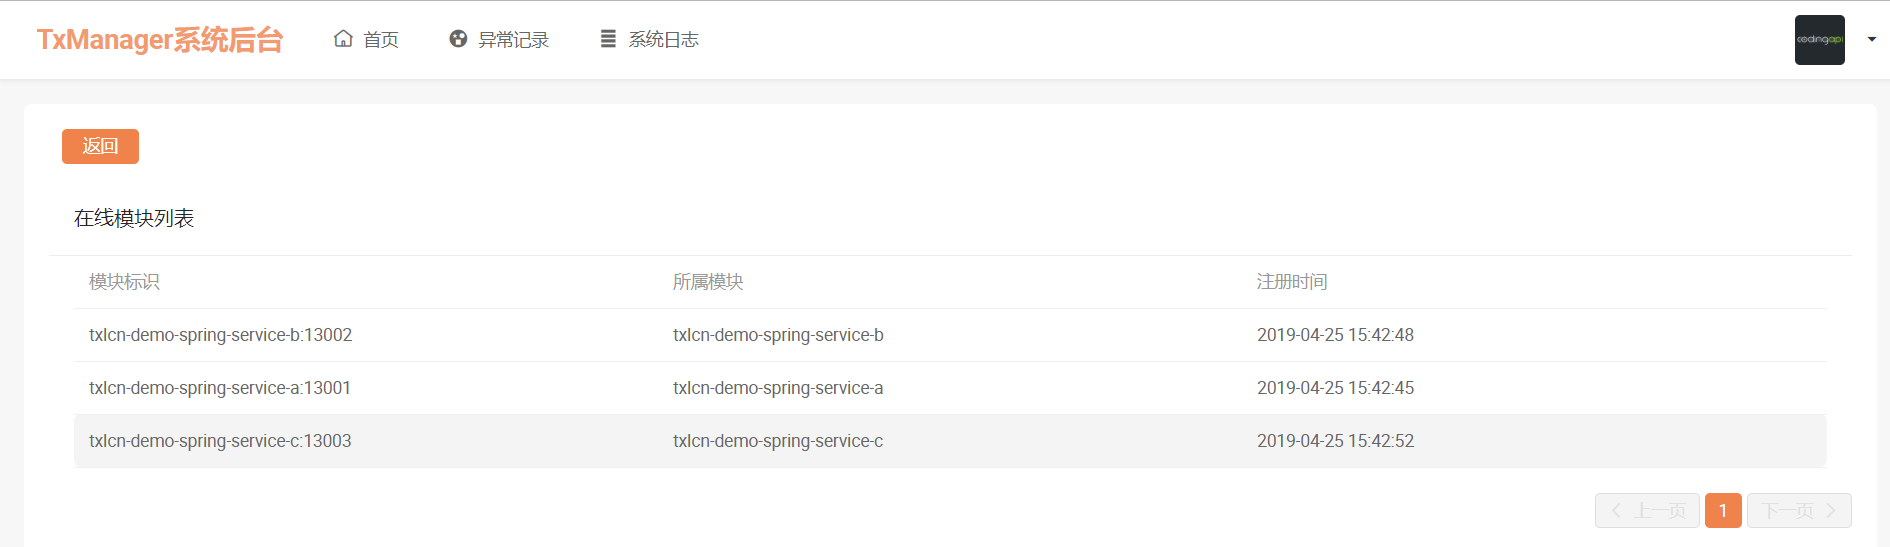 TxManager系统后台 首页 异常记录 系统日志 codingapi
返回
在线模块列表
模块标识 所属模块 注册时间
txlcn-demo-spring-service-b:13002 txlcn-demo-spring-service-b 2019-04-25 15:42:48
txlcn-demo-spring-service-a:13001 txlcn-demo-spring-service-a 2019-04-25 15:42:45
txlcn-demo-spring-service-c:13003 txlcn-demo-spring-service-c 2019-04-25 15:42:52
上一页 1 下一页